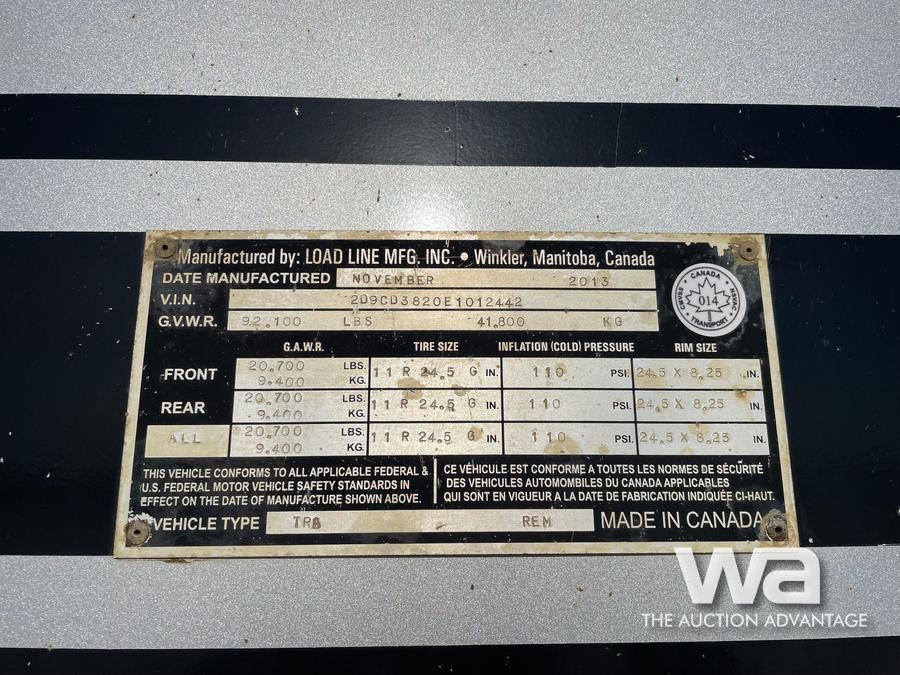 Manufactured by: LOAD LINE MFG. INC. • Winkler, Manitoba, Canada
DATE MANUFACTURED NOVEMBER 2013
V.I.N. 2D9CD3820E1012442
G.V.W.R. 92,100 LBS 41,800 KG
CANADA
014
TRANSPORT
CMVSS
NSVAC
G.A.W.R. TIRE SIZE INFLATION (COLD) PRESSURE RIM SIZE
FRONT 20,700 LBS. 9,400 KG. 11 R 24.5 G IN. 110 PSI. 24.5 X 8.25 IN.
REAR 20,700 LBS. 9,400 KG. 11 R 24.5 G IN. 110 PSI. 24.5 X 8.25 IN.
ALL 20,700 LBS. 9,400 KG. 11 R 24.5 G IN. 110 PSI. 24.5 X 8.25 IN.
THIS VEHICLE CONFORMS TO ALL APPLICABLE FEDERAL &
U.S. FEDERAL MOTOR VEHICLE SAFETY STANDARDS IN
EFFECT ON THE DATE OF MANUFACTURE SHOWN ABOVE.
CE VÉHICULE EST CONFORME A TOUTES LES NORMES DE SÉCURITÉ
DES VEHICULES AUTOMOBILES DU CANADA APPLICABLES
QUI SONT EN VIGUEUR A LA DATE DE FABRICATION INDIQUÉE CI-HAUT.
VEHICLE TYPE TRA REM MADE IN CANADA
wa
THE AUCTION ADVANTAGE